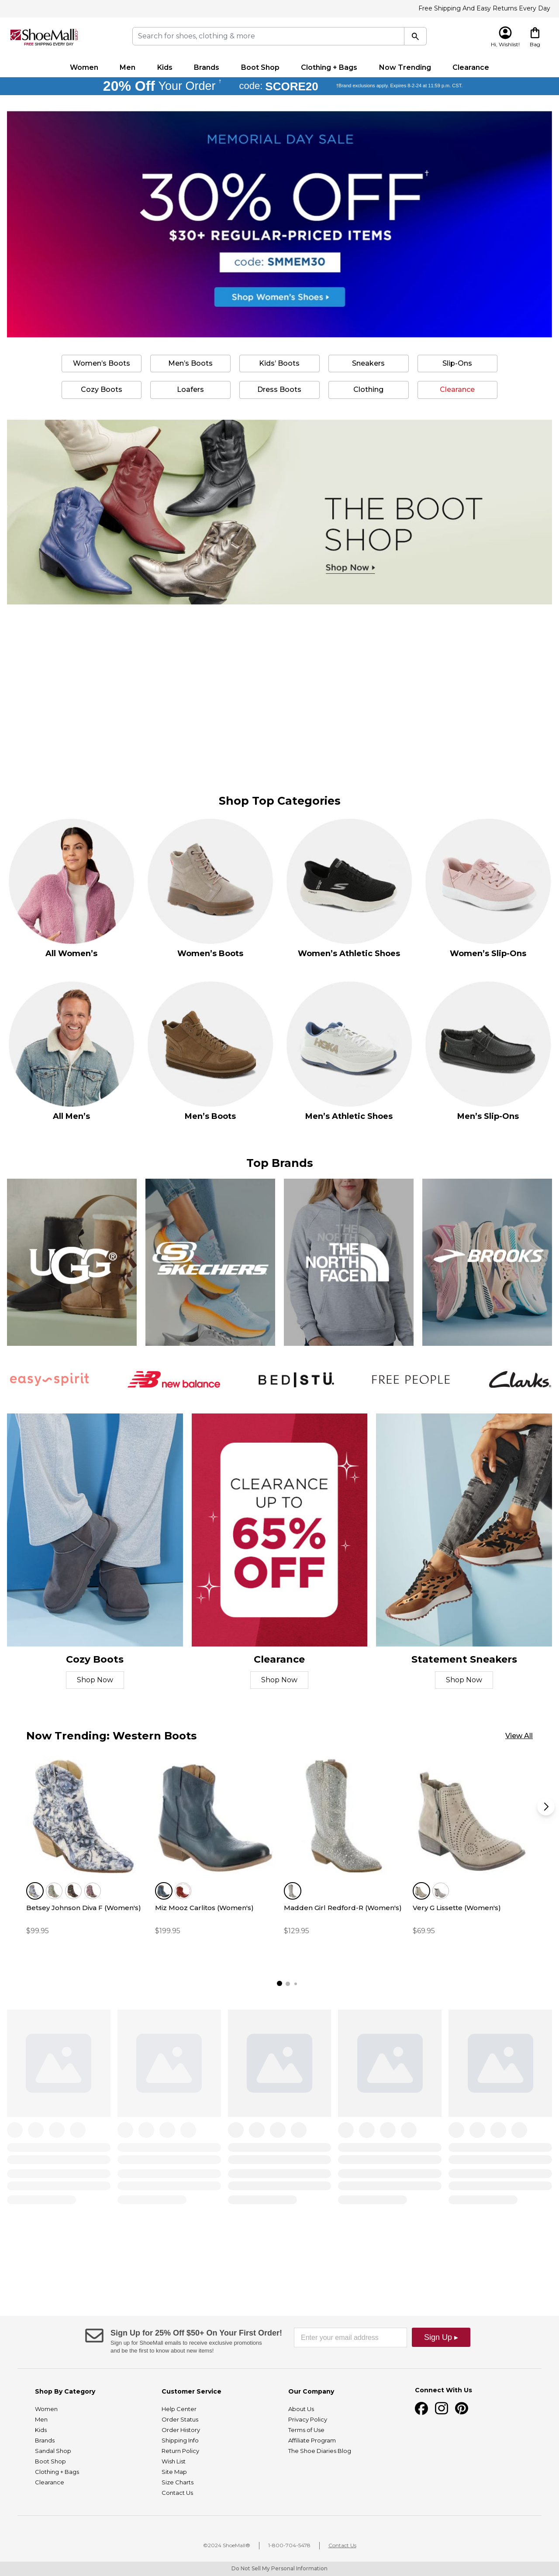 Free Shipping And Easy Returns Every Day
ShoeMall
FREE SHIPPING EVERY DAY
Search for shoes, clothing & more
Hi, Wishlist!
Bag
Women
Men
Kids
Brands
Boot Shop
Clothing + Bags
Now Trending
Clearance
20% Off Your Order † code: SCORE20 †Brand exclusions apply. Expires 9-2-24 at 11:59 p.m. CST.
MEMORIAL DAY SALE
30% OFF†
$30+ REGULAR-PRICED ITEMS
code: SMMEM30
Shop Women's Shoes
Women's Boots
Men's Boots
Kids' Boots
Sneakers
Slip-Ons
Cozy Boots
Loafers
Dress Boots
Clothing
Clearance
THE BOOT
SHOP
Shop Now
Shop Top Categories
All Women's
Women's Boots
Women's Athletic Shoes
Women's Slip-Ons
SKECHERS
HOKA
All Men's
Men's Boots
Men's Athletic Shoes
Men's Slip-Ons
Top Brands
UGG®
SKECHERS
THE NORTH FACE
THE
NORTH
FACE
BROOKS
easy spirit
new balance
BED|STÜ.
FREE PEOPLE
Clarks.
CLEARANCE
UP TO
65%
OFF
Cozy Boots
Clearance
Statement Sneakers
Shop Now
Shop Now
Shop Now
Now Trending: Western Boots
View All
Betsey Johnson Diva F (Women's)
Miz Mooz Carlitos (Women's)
Madden Girl Redford-R (Women's)
Very G Lissette (Women's)
$99.95
$199.95
$129.95
$69.95
Sign Up for 25% Off $50+ On Your First Order!
Sign up for ShoeMall emails to receive exclusive promotions
and be the first to know about new items!
Enter your email address
Sign Up ▸
Shop By Category
Women
Men
Kids
Brands
Sandal Shop
Boot Shop
Clothing + Bags
Clearance
Customer Service
Help Center
Order Status
Order History
Shipping Info
Return Policy
Wish List
Site Map
Size Charts
Contact Us
Our Company
About Us
Privacy Policy
Terms of Use
Affiliate Program
The Shoe Diaries Blog
Connect With Us
©2024 ShoeMall®
1-800-704-5478
Contact Us
Do Not Sell My Personal Information